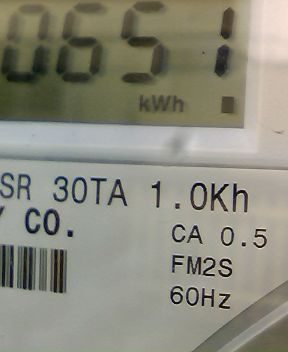 0651
kWh
SR 30TA 1.0Kh
Y CO.
CA 0.5
FM2S
60Hz